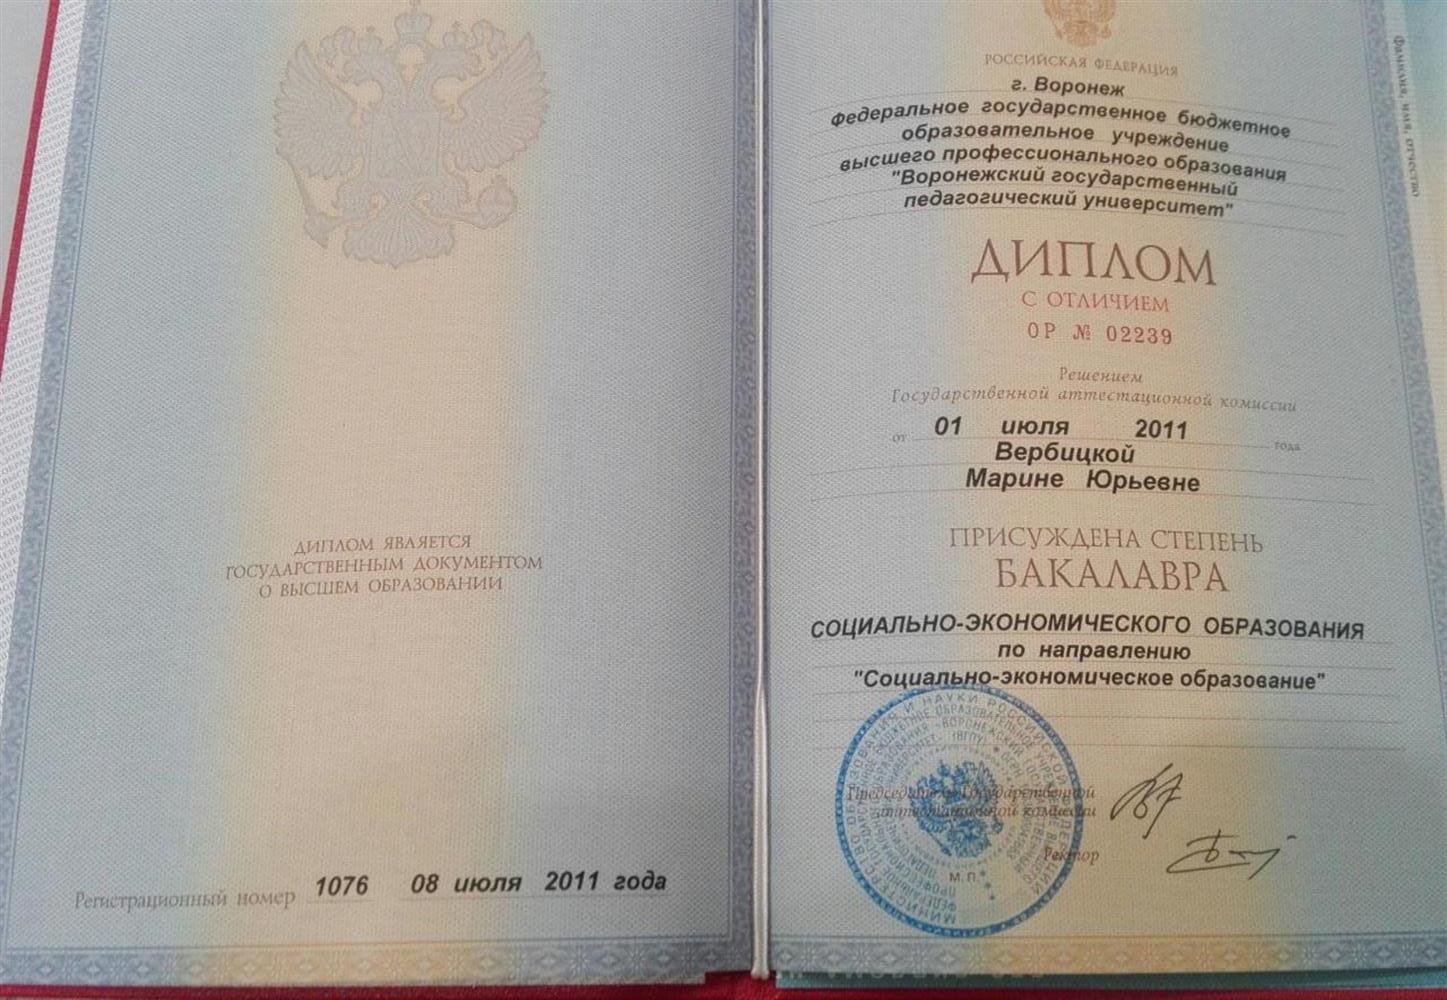 ДИПЛОМ ЯВЛЯЕТСЯ
ГОСУДАРСТВЕННЫМ ДОКУМЕНТОМ
О ВЫСШЕМ ОБРАЗОВАНИИ
Регистрационный номер 1076 08 июля 2011 года
РОССИЙСКАЯ ФЕДЕРАЦИЯ
г. Воронеж
Федеральное государственное бюджетное
образовательное учреждение
высшего профессионального образования
"Воронежский государственный
педагогический университет"
ДИПЛОМ
С ОТЛИЧИЕМ
ОР № 02239
Решением
Государственной аттестационной комиссии
от 01 июля 2011 года
Вербицкой
Марине Юрьевне
ПРИСУЖДЕНА СТЕПЕНЬ
БАКАЛАВРА
СОЦИАЛЬНО-ЭКОНОМИЧЕСКОГО ОБРАЗОВАНИЯ
по направлению
"Социально-экономическое образование"
Председатель Государственной
аттестационной комиссии
Ректор
М.П.
Фамилия, имя, отчество